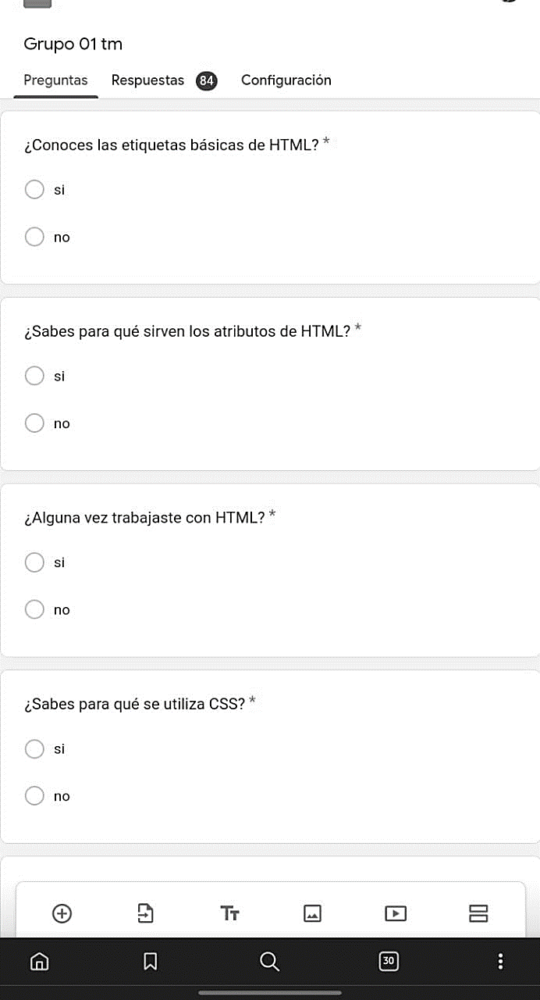 Grupo 01 tm
Preguntas Respuestas 84 Configuración
¿Conoces las etiquetas básicas de HTML? *
si
no
¿Sabes para qué sirven los atributos de HTML? *
si
no
¿Alguna vez trabajaste con HTML? *
si
no
¿Sabes para qué se utiliza CSS? *
si
no
Tт
30